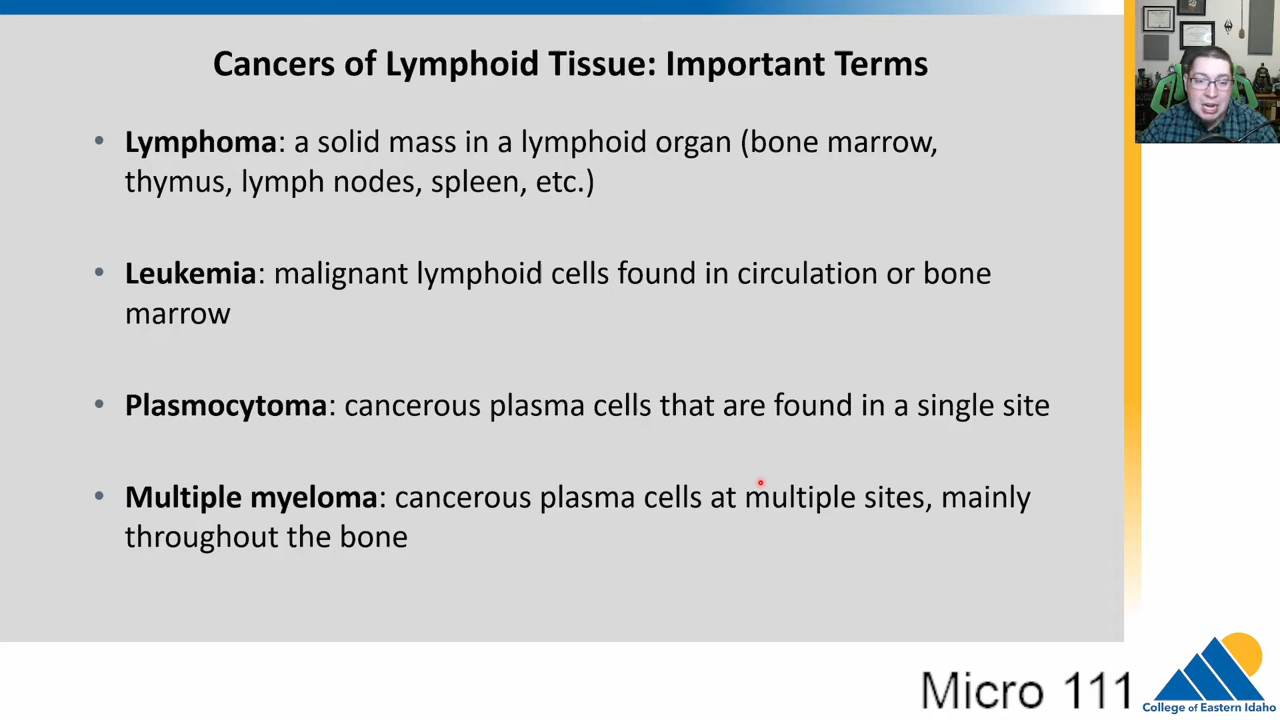 Cancers of Lymphoid Tissue: Important Terms
• Lymphoma: a solid mass in a lymphoid organ (bone marrow,
thymus, lymph nodes, spleen, etc.)
• Leukemia: malignant lymphoid cells found in circulation or bone
marrow
• Plasmocytoma: cancerous plasma cells that are found in a single site
• Multiple myeloma: cancerous plasma cells at multiple sites, mainly
throughout the bone
Micro 111
College of Eastern Idaho